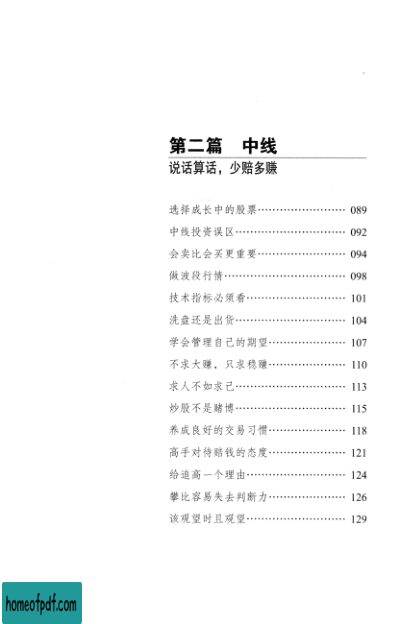 第二篇 中线
说话算话，少赔多赚
选择成长中的股票························ 089
中线投资误区······························ 092
会卖比会买更重要························ 094
做波段行情································· 098
技术指标必须看··························· 101
洗盘还是出货······························ 104
学会管理自己的期望····················· 107
不求大赚，只求稳赚····················· 110
求人不如求己······························ 113
炒股不是赌博······························ 115
养成良好的交易习惯····················· 118
高手对待赔钱的态度····················· 121
给追高一个理由··························· 124
攀比容易失去判断力····················· 126
该观望时且观望··························· 129
homeofpdf.com